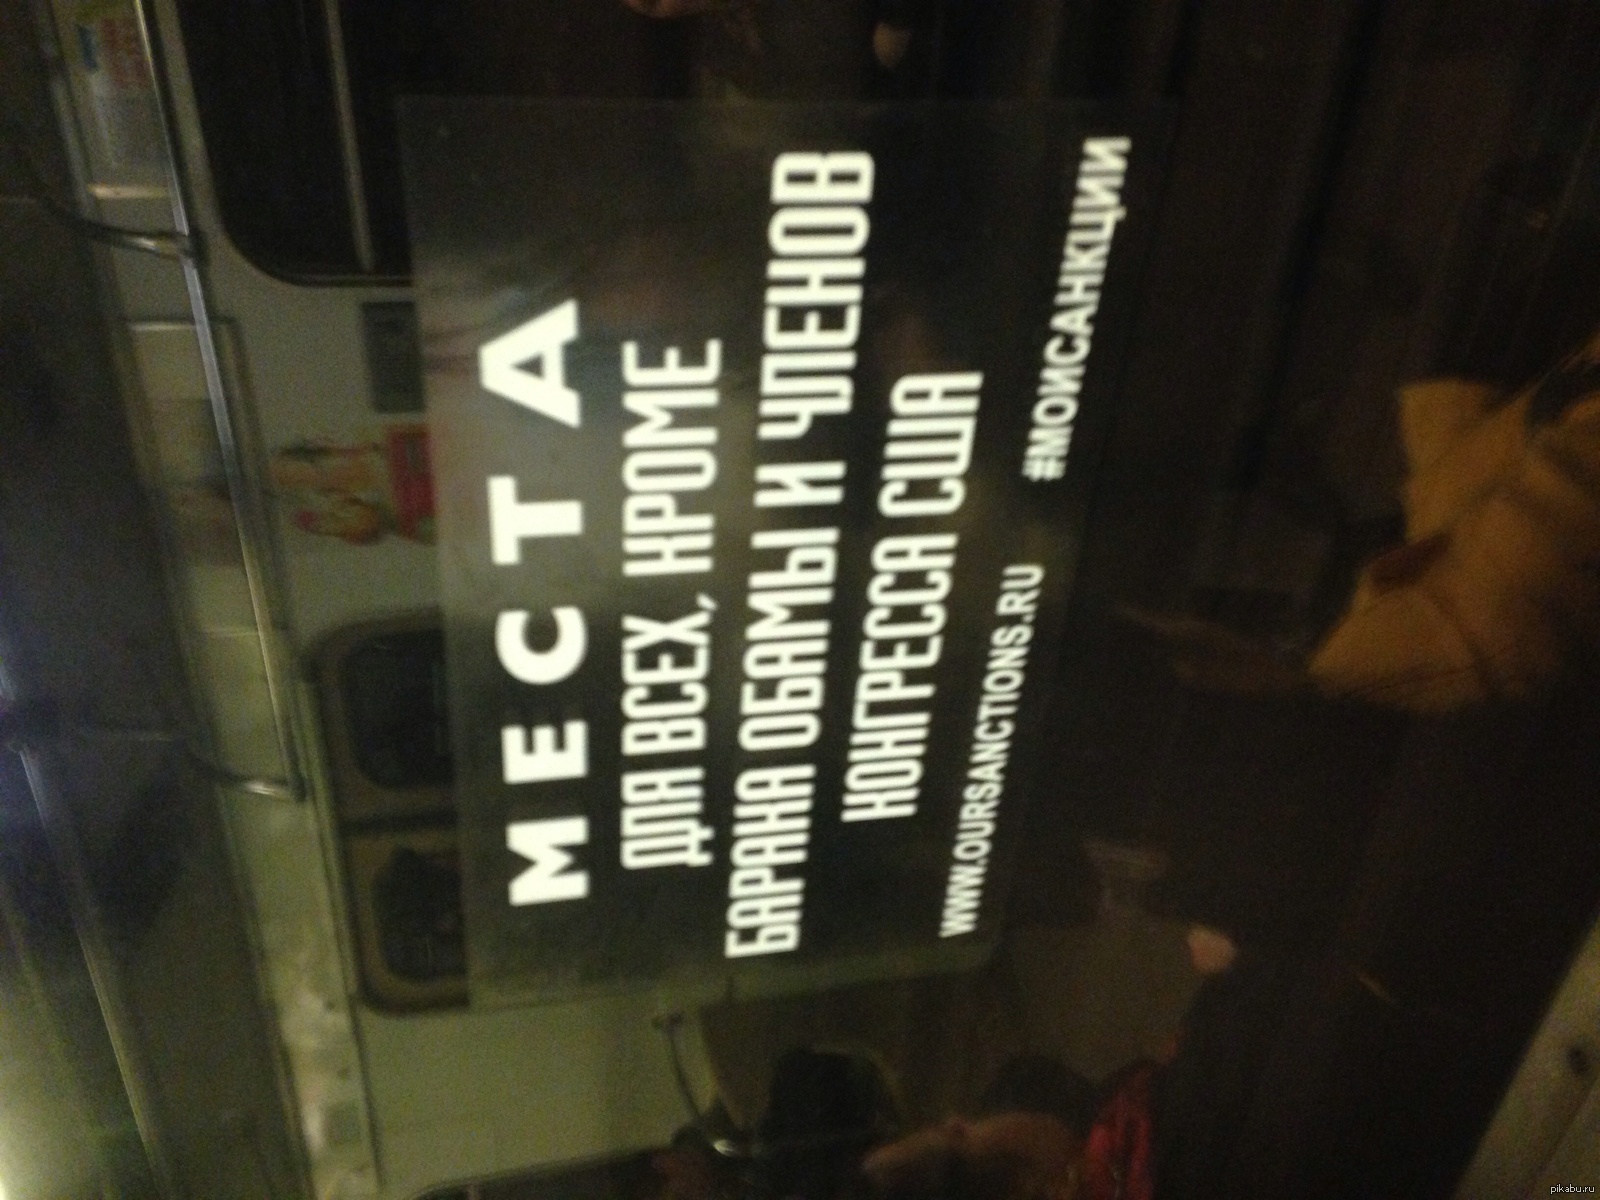 МЕСТА
ДЛЯ ВСЕХ, КРОМЕ
БАРАКА ОБАМЫ И ЧЛЕНОВ
КОНГРЕССА США
WWW.OURSANCTIONS.RU #МОИСАНКЦИИ
pikabu.ru